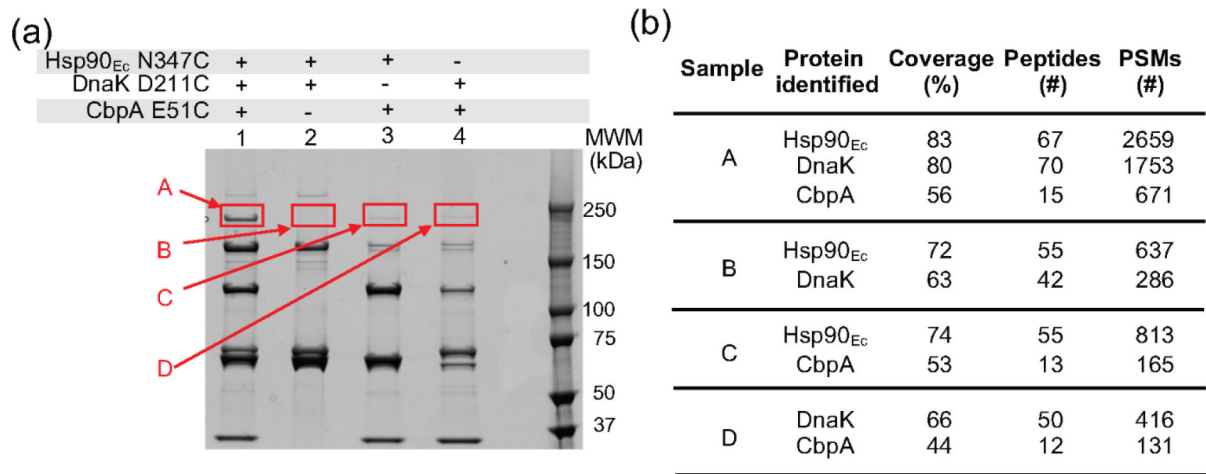 (a)
Hsp90Ec N347C + + + -
DnaK D211C + + - +
CbpA E51C + - + +
1 2 3 4 MWM
(kDa)
A
B
C
D
250
150
100
75
50
37
(b)
Sample Protein identified Coverage (%) Peptides (#) PSMs (#)
A
Hsp90Ec 83 67 2659
DnaK 80 70 1753
CbpA 56 15 671
B
Hsp90Ec 72 55 637
DnaK 63 42 286
C
Hsp90Ec 74 55 813
CbpA 53 13 165
D
DnaK 66 50 416
CbpA 44 12 131